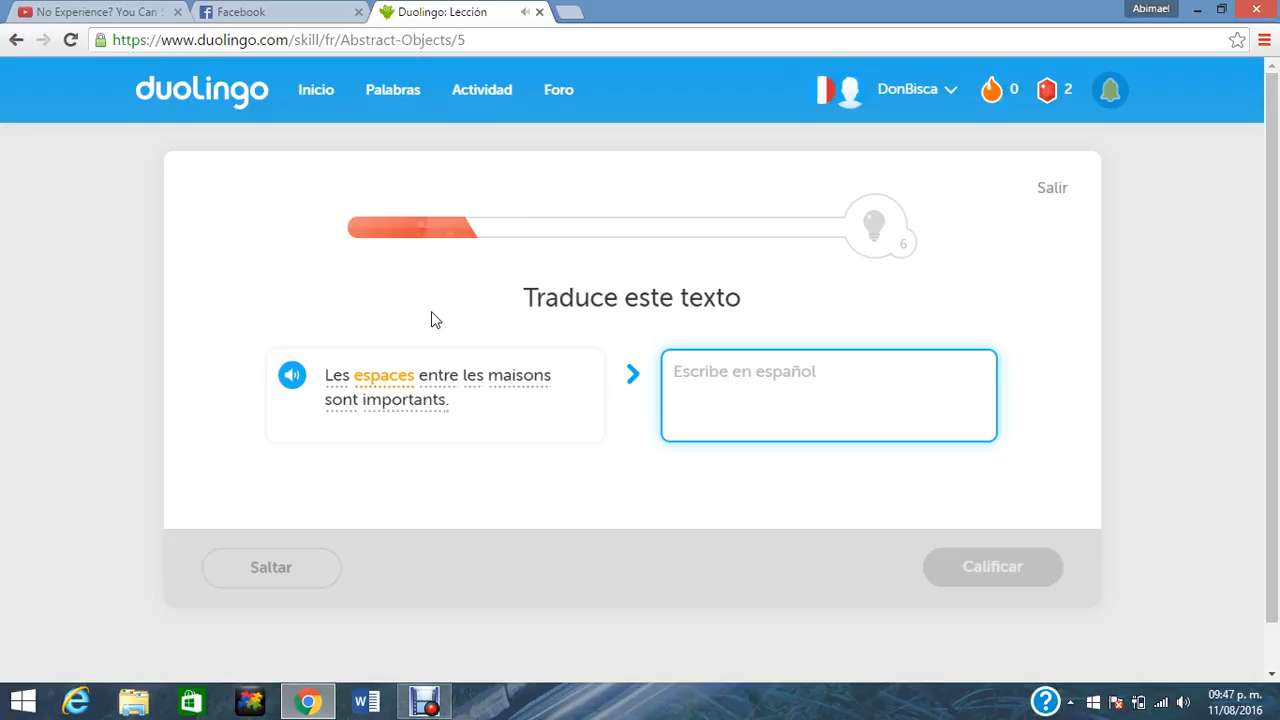 No Experience? You Can
Facebook
Duolingo: Lección
Abimael
https://www.duolingo.com/skill/fr/Abstract-Objects/5
duolingo
Inicio
Palabras
Actividad
Foro
DonBisca
0
2
Salir
6
Traduce este texto
Les espaces entre les maisons
sont importants.
Escribe en español
Saltar
Calificar
09:47 p. m.
11/08/2016